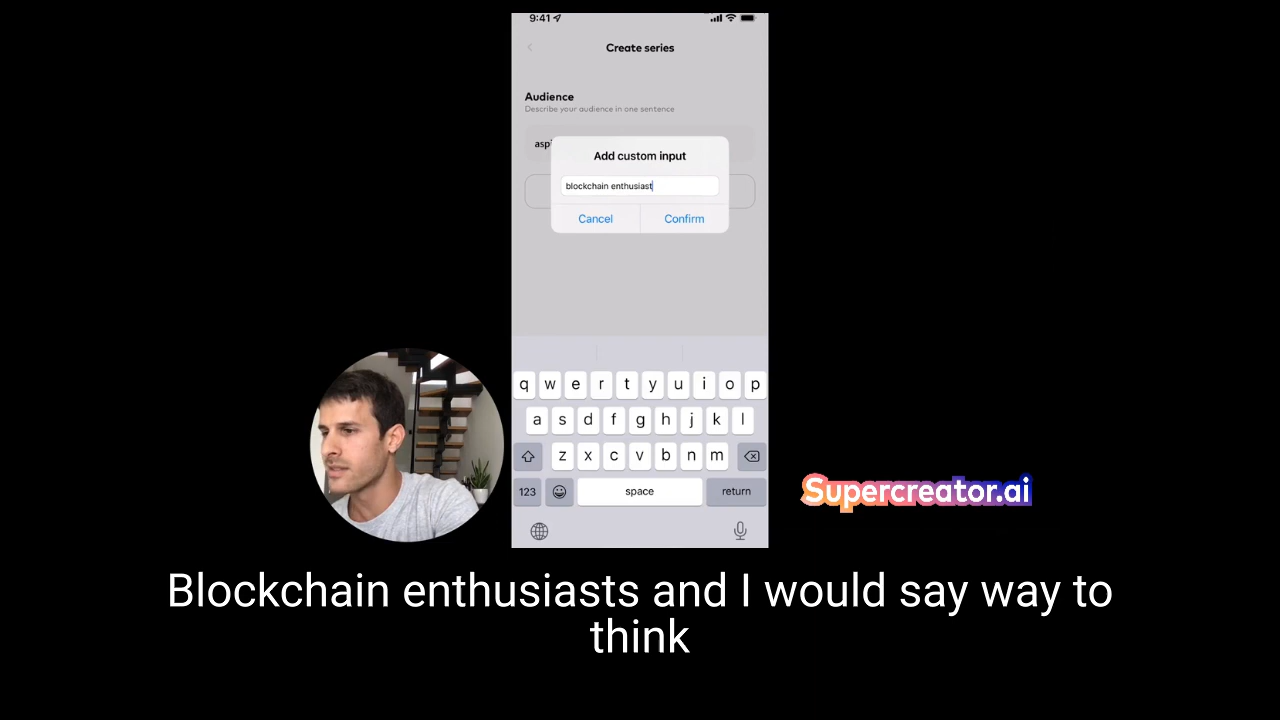 9:41
Create series
Audience
Describe your audience in one sentence
asp
Add custom input
blockchain enthusiast
Cancel
Confirm
q w e r t y u i o p
a s d f g h j k l
z x c v b n m
123
space
return
Supercreator.ai
Blockchain enthusiasts and I would say way to
think